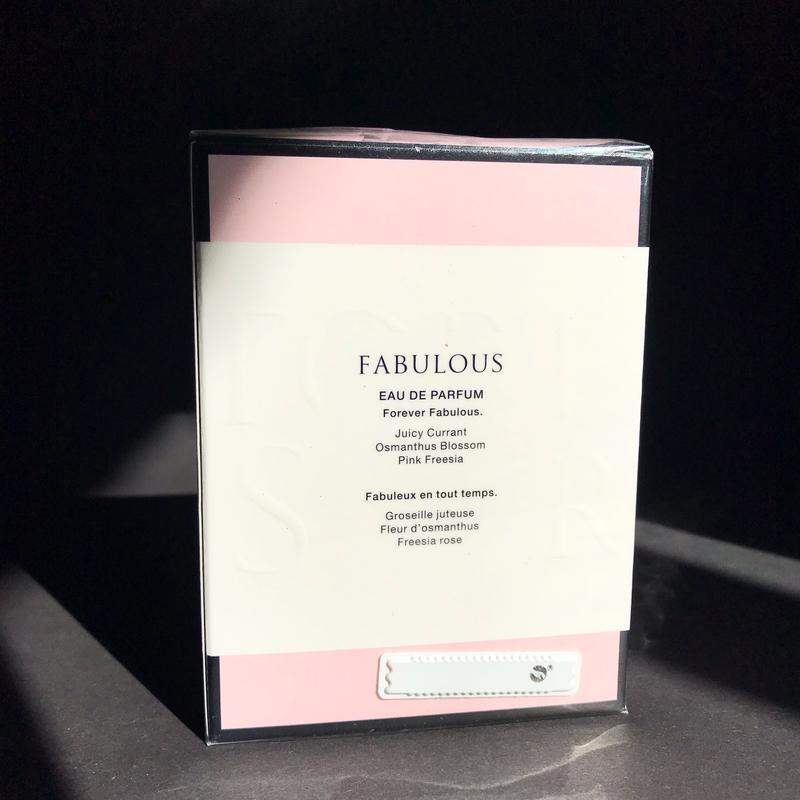 FABULOUS
EAU DE PARFUM
Forever Fabulous.
Juicy Currant
Osmanthus Blossom
Pink Freesia
Fabuleux en tout temps.
Groseille juteuse
Fleur d'osmanthus
Freesia rose